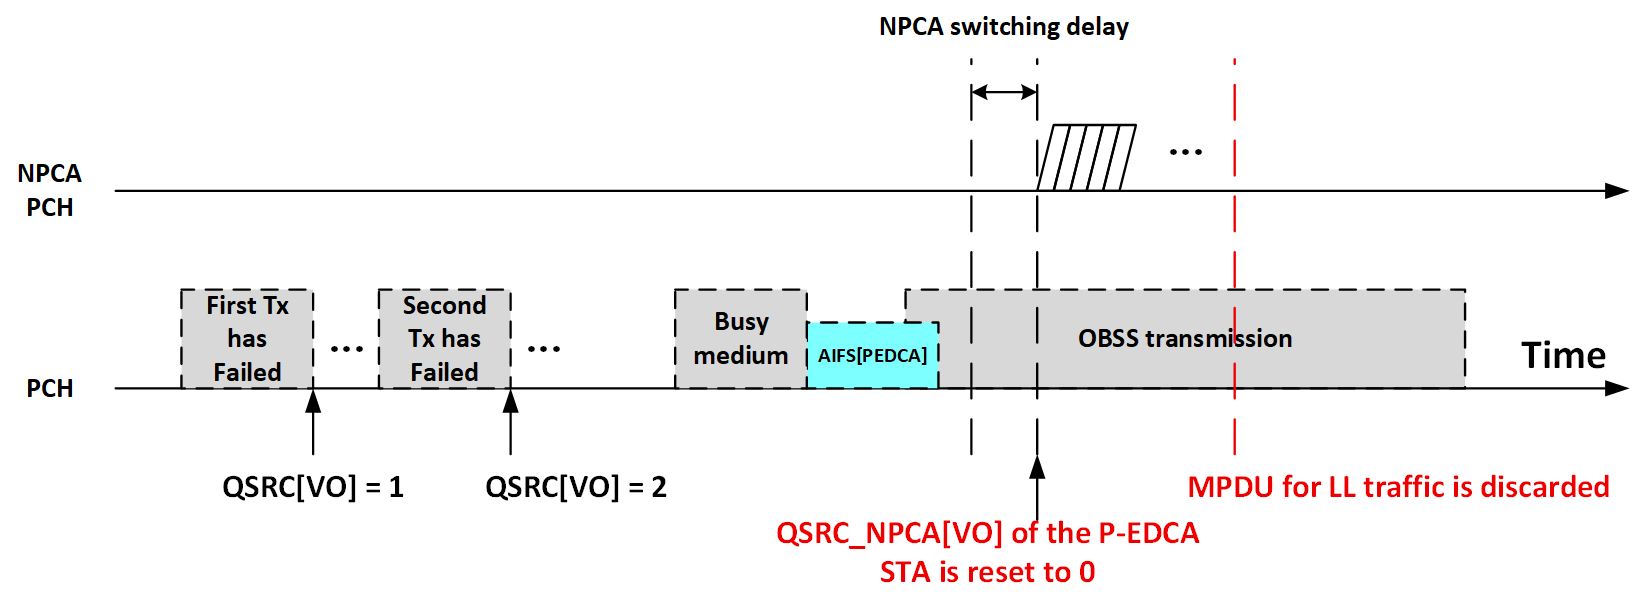 NPCA switching delay
...
NPCA
PCH
First Tx
has
Failed
...
Second
Tx has
Failed
...
Busy
medium
AIFS[PEDCA]
OBSS transmission
Time
PCH
QSRC[VO] = 1
QSRC[VO] = 2
MPDU for LL traffic is discarded
QSRC_NPCA[VO] of the P-EDCA
STA is reset to 0